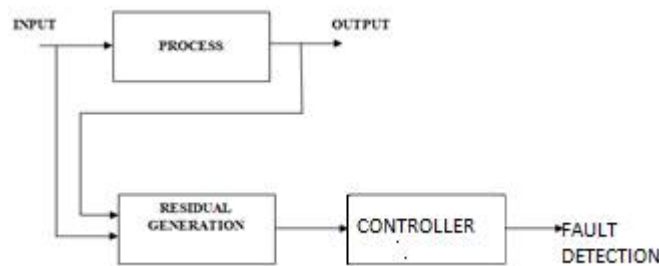 INPUT
OUTPUT
PROCESS
RESIDUAL
GENERATION
CONTROLLER
FAULT
DETECTION